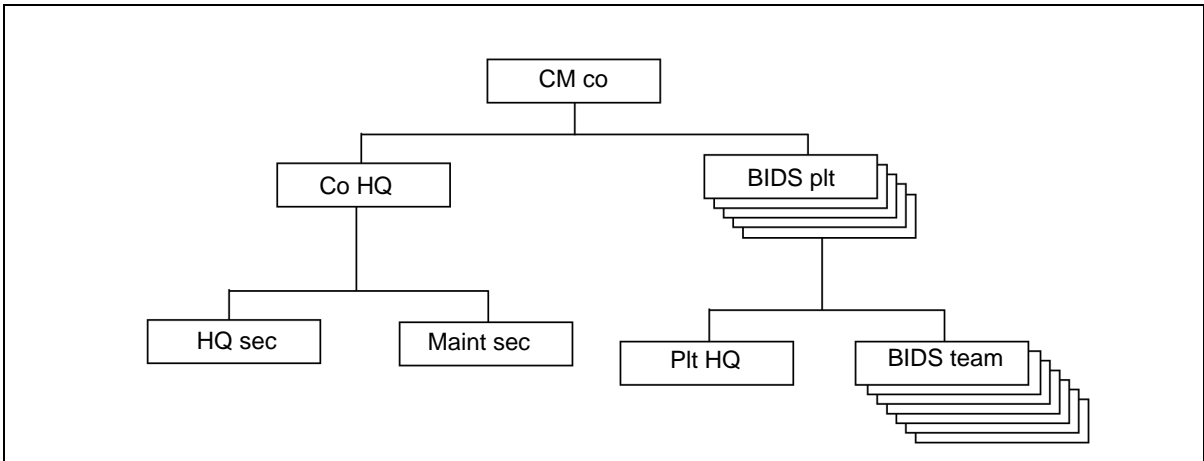 CM co
Co HQ
BIDS plt
HQ sec
Maint sec
Plt HQ
BIDS team